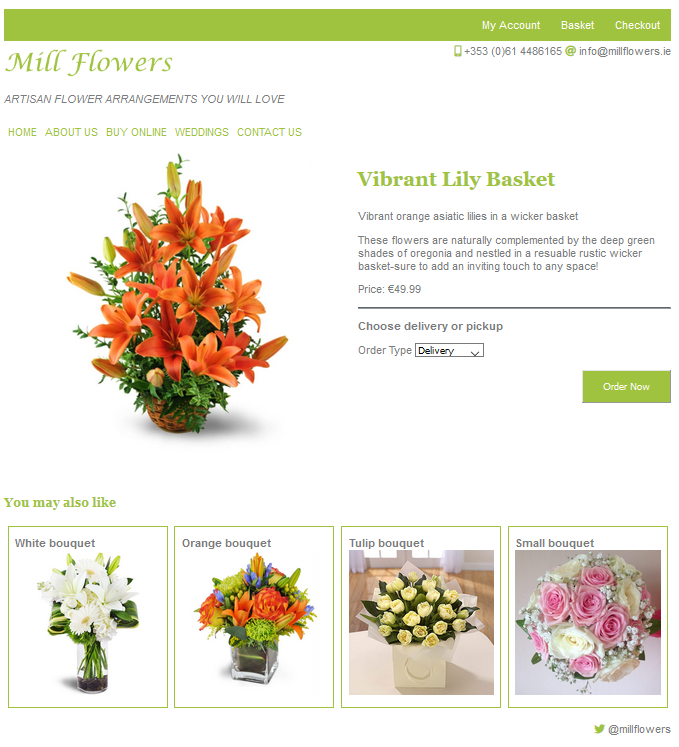 My Account Basket Checkout
Mill Flowers
+353 (0)61 4486165 @ info@millflowers.ie
ARTISAN FLOWER ARRANGEMENTS YOU WILL LOVE
HOME ABOUT US BUY ONLINE WEDDINGS CONTACT US
Vibrant Lily Basket
Vibrant orange asiatic lilies in a wicker basket
These flowers are naturally complemented by the deep green
shades of oregonia and nestled in a resuable rustic wicker
basket-sure to add an inviting touch to any space!
Price: €49.99
Choose delivery or pickup
Order Type Delivery
Order Now
You may also like
White bouquet
Orange bouquet
Tulip bouquet
Small bouquet
@millflowers